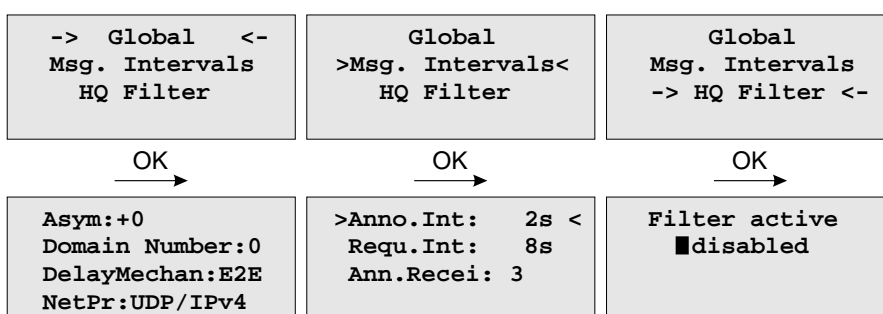 -> Global <-
Msg. Intervals
HQ Filter
Global
>Msg. Intervals<
HQ Filter
Global
Msg. Intervals
-> HQ Filter <-
OK
OK
OK
Asym:+0
Domain Number:0
DelayMechan:E2E
NetPr:UDP/IPv4
>Anno.Int: 2s <
Requ.Int: 8s
Ann.Recei: 3
Filter active
disabled